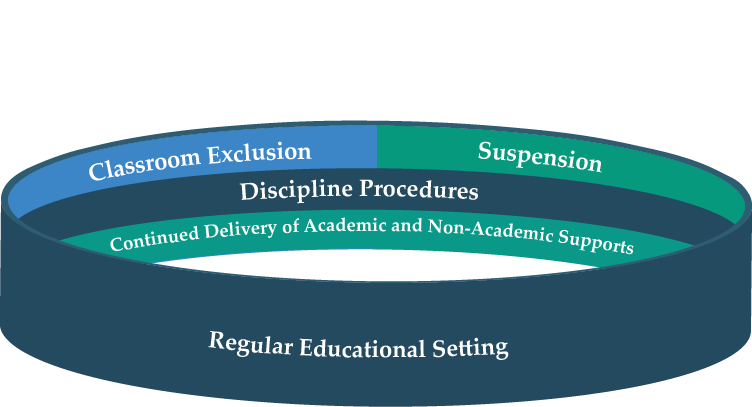 Classroom Exclusion
Suspension
Discipline Procedures
Continued Delivery of Academic and Non-Academic Supports
Regular Educational Setting